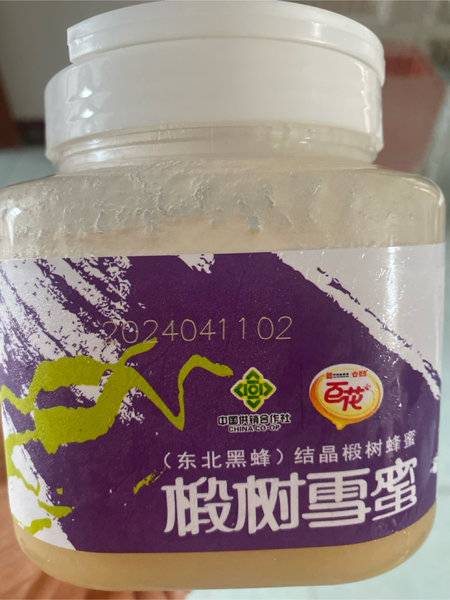 2024041102
中国供销合作社
CHINA CO-OP
百花
（东北黑蜂）结晶椴树蜂蜜
椴树雪蜜